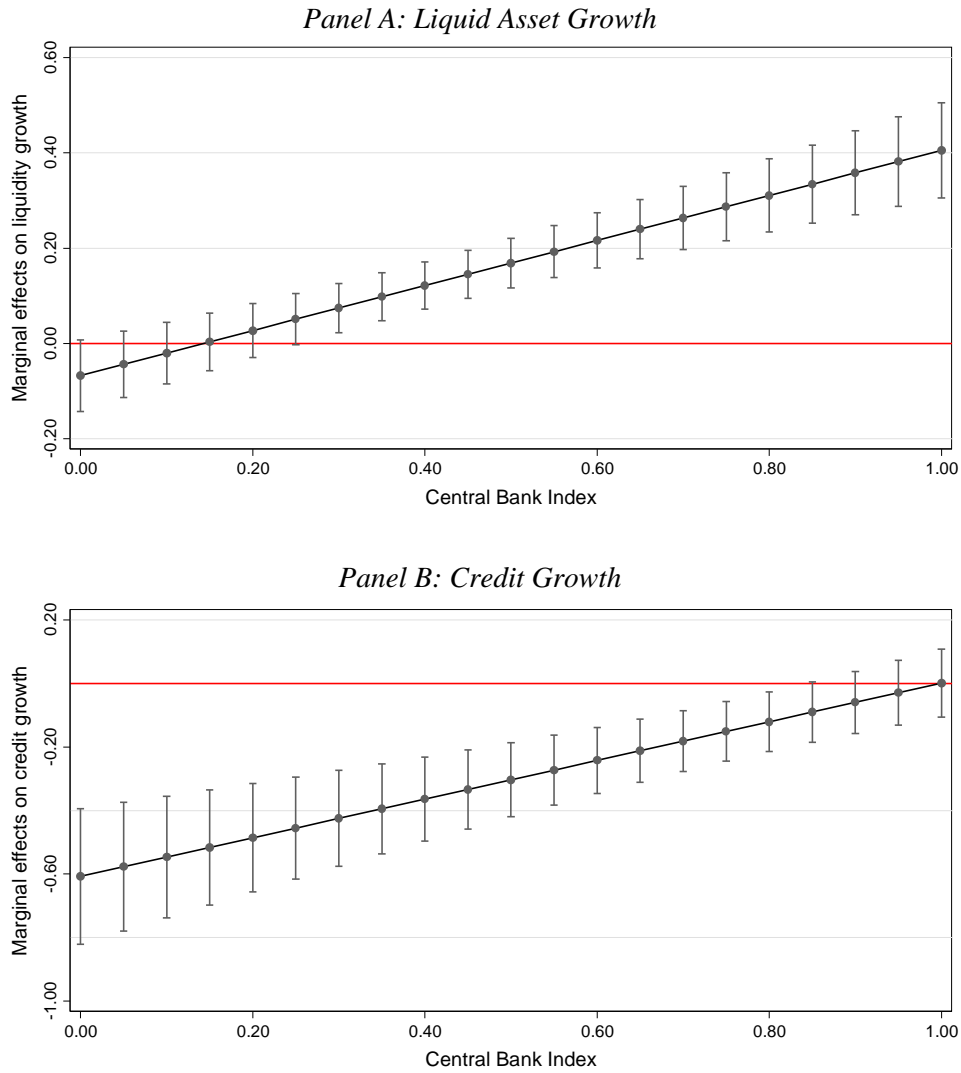 Panel A: Liquid Asset Growth
Marginal effects on liquidity growth
0.60
0.40
0.20
0.00
-0.20
0.00 0.20 0.40 0.60 0.80 1.00
Central Bank Index
Panel B: Credit Growth
Marginal effects on credit growth
0.20
-0.20
-0.60
-1.00
0.00 0.20 0.40 0.60 0.80 1.00
Central Bank Index